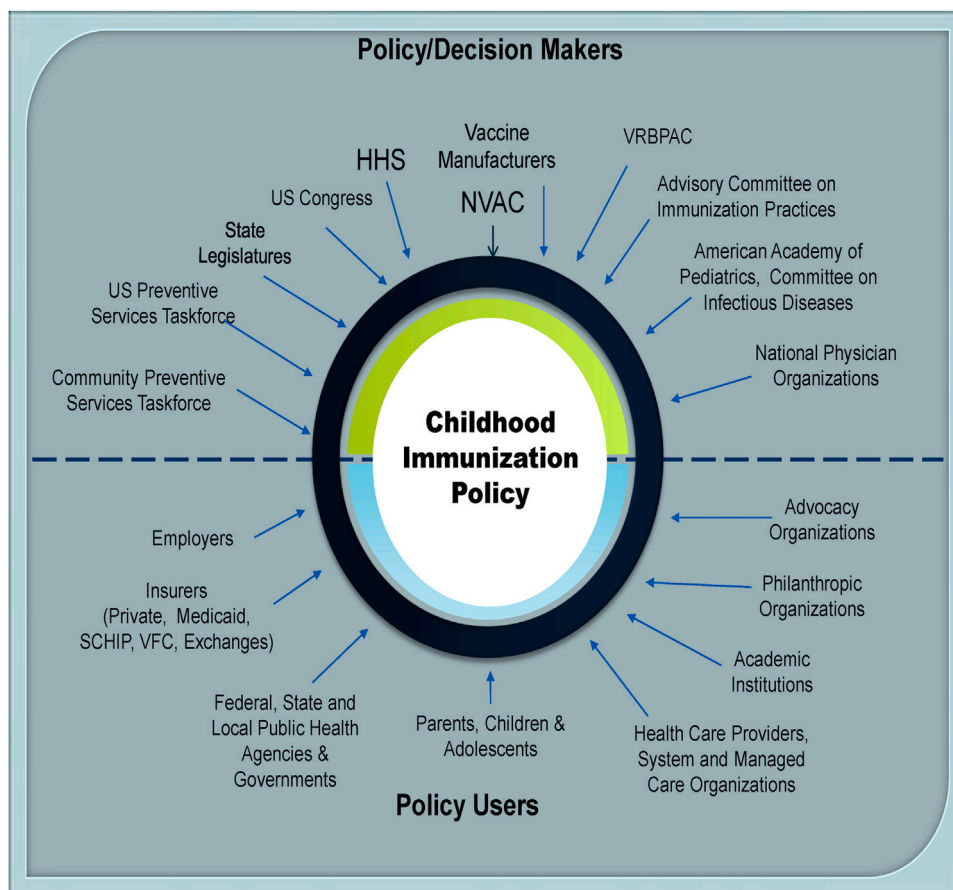 Policy/Decision Makers
Vaccine
Manufacturers
VRBPAC
HHS
NVAC
US Congress
Advisory Committee on
Immunization Practices
State
Legislatures
American Academy of
Pediatrics, Committee on
Infectious Diseases
US Preventive
Services Taskforce
National Physician
Organizations
Community Preventive
Services Taskforce
Childhood
Immunization
Policy
Employers
Advocacy
Organizations
Insurers
(Private, Medicaid,
SCHIP, VFC, Exchanges)
Philanthropic
Organizations
Academic
Institutions
Federal, State and
Local Public Health
Agencies &
Governments
Parents, Children &
Adolescents
Health Care Providers,
System and Managed
Care Organizations
Policy Users